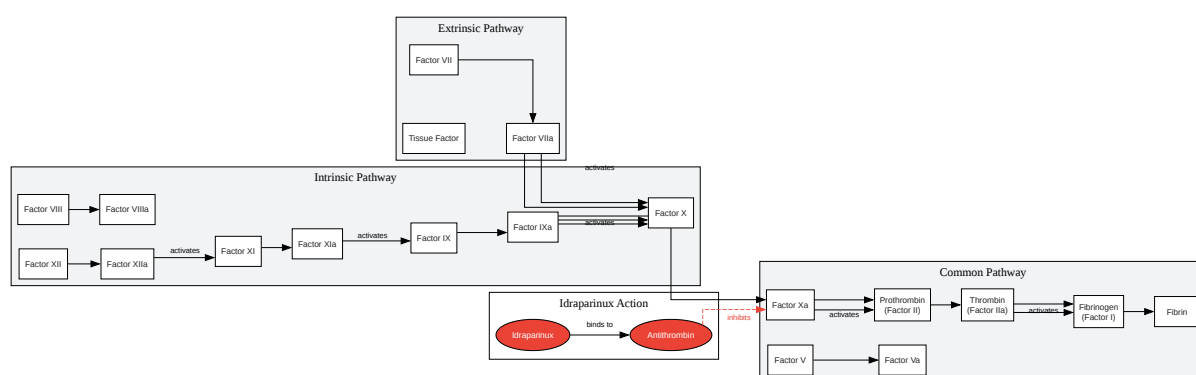 Extrinsic Pathway
Factor VII
Tissue Factor
Factor VIIa
activates
Intrinsic Pathway
Factor VIII
Factor VIIIa
Factor XII
Factor XIIa
activates
Factor XI
Factor XIa
activates
Factor IX
Factor IXa
activates
Factor X
Idraparinux Action
Idraparinux
binds to
Antithrombin
inhibits
Common Pathway
Factor Xa
activates
Prothrombin
(Factor II)
Thrombin
(Factor IIa)
activates
Fibrinogen
(Factor I)
Fibrin
Factor V
Factor Va